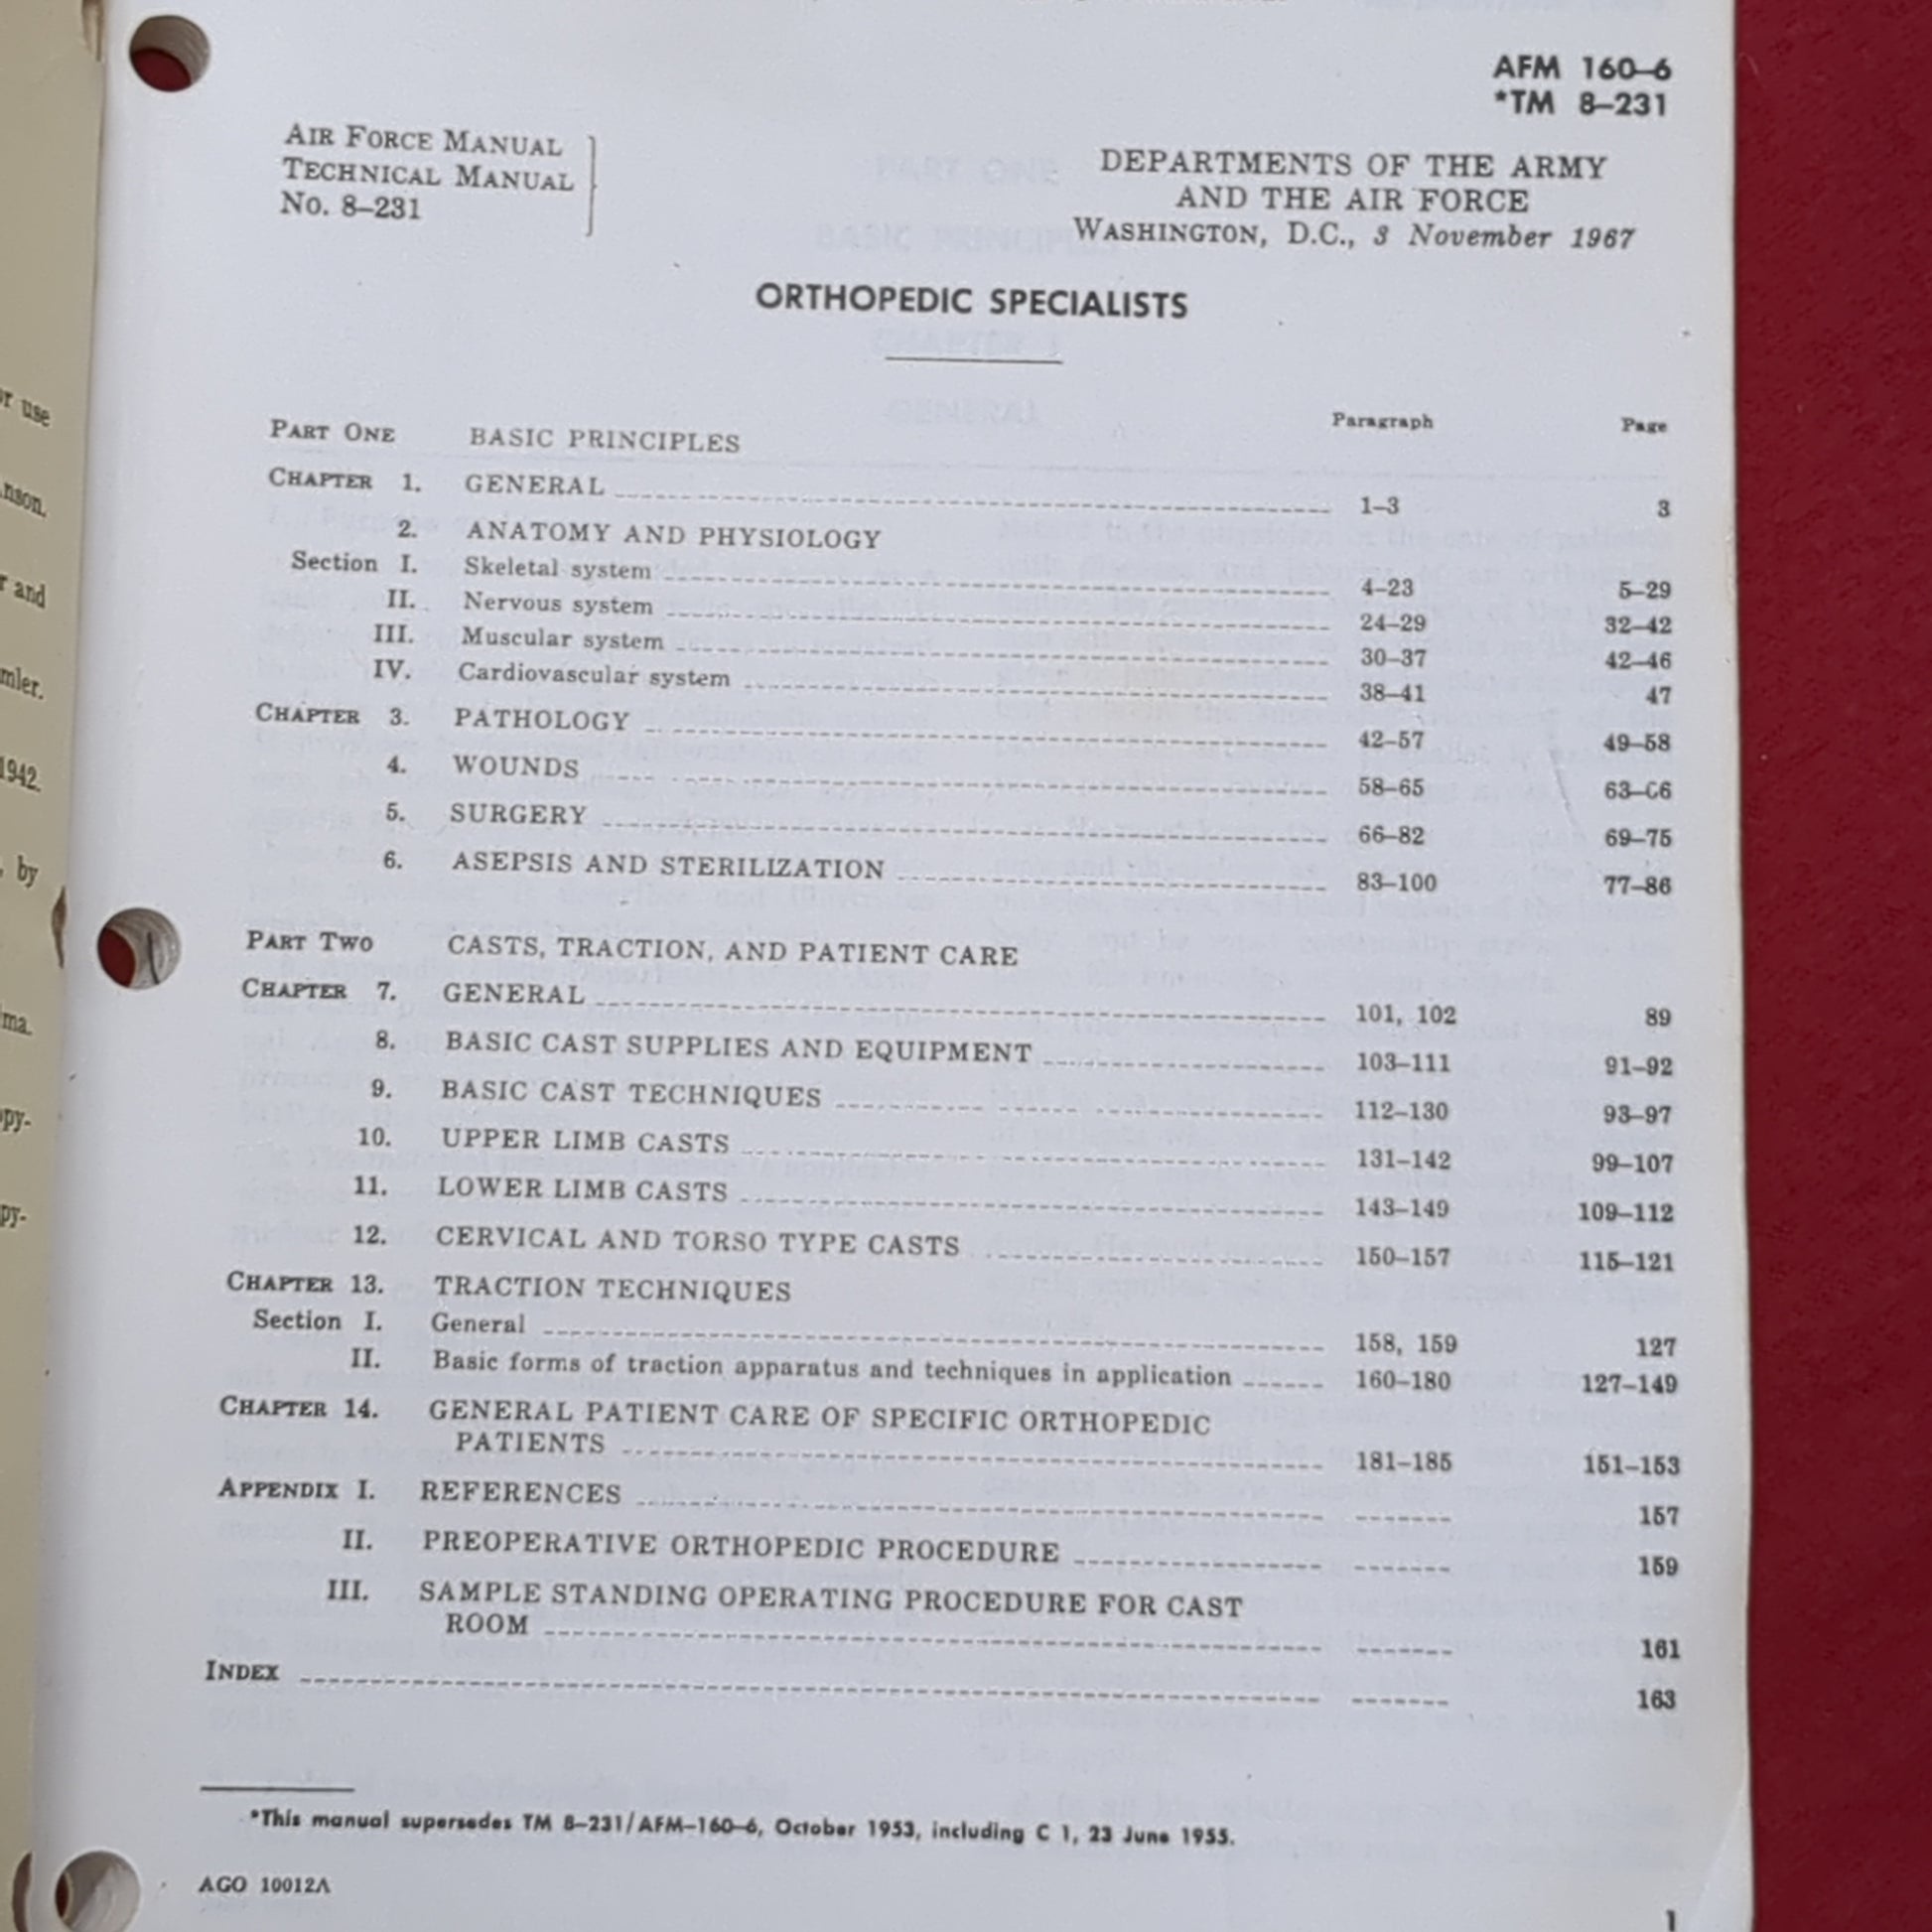 AFM 160–6
*TM 8–231
AIR FORCE MANUAL
TECHNICAL MANUAL
No. 8–231
DEPARTMENTS OF THE ARMY
AND THE AIR FORCE
WASHINGTON, D.C., 3 November 1967
ORTHOPEDIC SPECIALISTS
Paragraph Page
PART ONE BASIC PRINCIPLES
CHAPTER 1. GENERAL 1–3 3
2. ANATOMY AND PHYSIOLOGY
Section I. Skeletal system 4–23 5–29
II. Nervous system 24–29 32–42
III. Muscular system 30–37 42–46
IV. Cardiovascular system 38–41 47
CHAPTER 3. PATHOLOGY 42–57 49–58
4. WOUNDS 58–65 63–66
5. SURGERY 66–82 69–75
6. ASEPSIS AND STERILIZATION 83–100 77–86
PART TWO CASTS, TRACTION, AND PATIENT CARE
CHAPTER 7. GENERAL 101, 102 89
8. BASIC CAST SUPPLIES AND EQUIPMENT 103–111 91–92
9. BASIC CAST TECHNIQUES 112–130 93–97
10. UPPER LIMB CASTS 131–142 99–107
11. LOWER LIMB CASTS 143–149 109–112
12. CERVICAL AND TORSO TYPE CASTS 150–157 115–121
CHAPTER 13. TRACTION TECHNIQUES
Section I. General 158, 159 127
II. Basic forms of traction apparatus and techniques in application 160–180 127–149
CHAPTER 14. GENERAL PATIENT CARE OF SPECIFIC ORTHOPEDIC
PATIENTS 181–185 151–153
APPENDIX I. REFERENCES 157
II. PREOPERATIVE ORTHOPEDIC PROCEDURE 159
III. SAMPLE STANDING OPERATING PROCEDURE FOR CAST
ROOM 161
INDEX 163
*This manual supersedes TM 8–231/AFM–160–6, October 1953, including C 1, 23 June 1955.
AGO 10012A
1
use
and
1942.
by